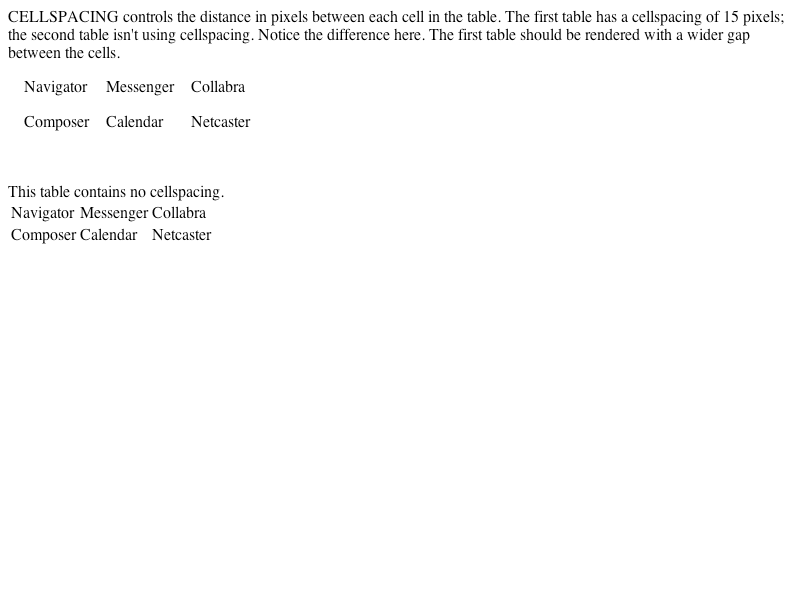 CELLSPACING controls the distance in pixels between each cell in the table. The first table has a cellspacing of 15 pixels;
the second table isn't using cellspacing. Notice the difference here. The first table should be rendered with a wider gap
between the cells.
Navigator Messenger Collabra
Composer Calendar Netcaster
This table contains no cellspacing.
Navigator Messenger Collabra
Composer Calendar Netcaster